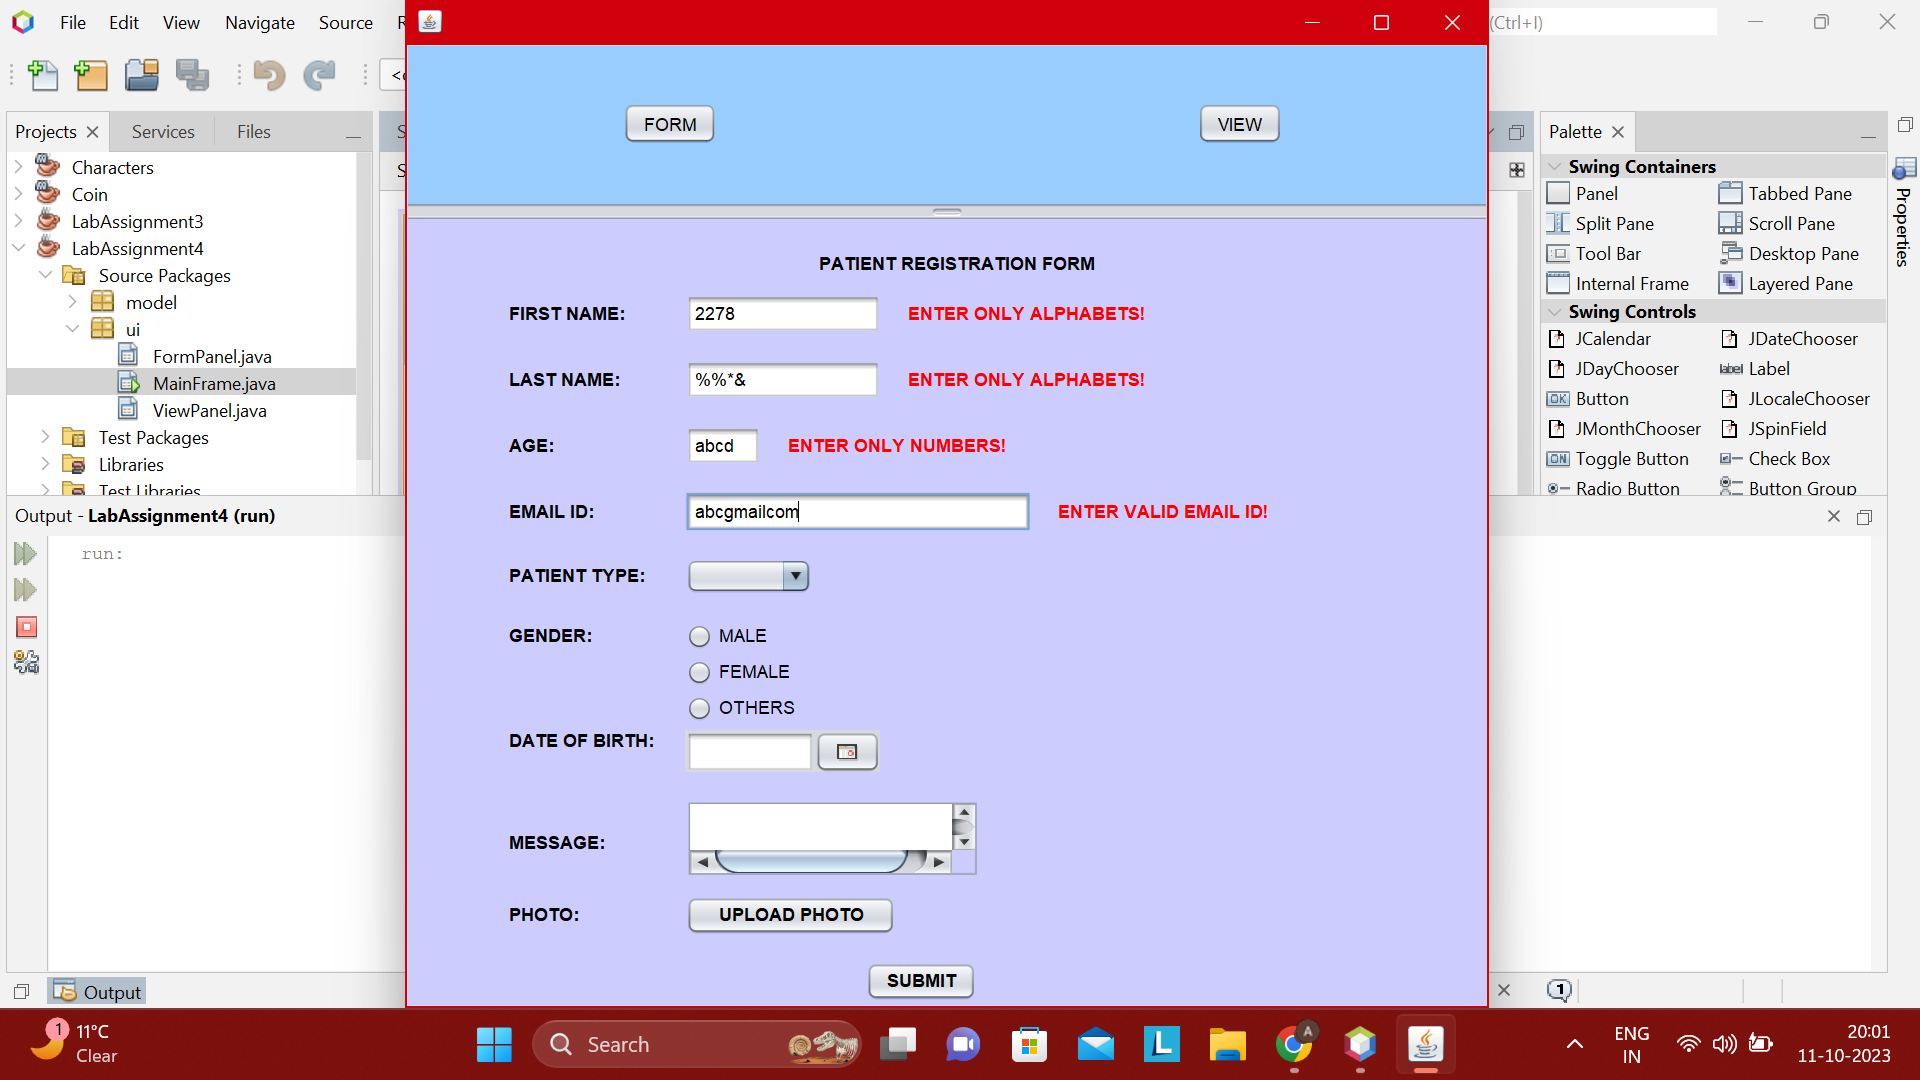 File Edit View Navigate Source
(Ctrl+I)
FORM
VIEW
Projects
Services
Files
Palette
Characters
Coin
LabAssignment3
LabAssignment4
Source Packages
model
ui
FormPanel.java
MainFrame.java
ViewPanel.java
Test Packages
Libraries
Test Libraries
Output - LabAssignment4 (run)
run:
Output
PATIENT REGISTRATION FORM
FIRST NAME: 2278 ENTER ONLY ALPHABETS!
LAST NAME: %%*& ENTER ONLY ALPHABETS!
AGE: abcd ENTER ONLY NUMBERS!
EMAIL ID: abcgmailcom ENTER VALID EMAIL ID!
PATIENT TYPE:
GENDER: MALE
FEMALE
OTHERS
DATE OF BIRTH:
MESSAGE:
PHOTO: UPLOAD PHOTO
SUBMIT
Swing Containers
Panel Tabbed Pane
Split Pane Scroll Pane
Tool Bar Desktop Pane
Internal Frame Layered Pane
Swing Controls
JCalendar JDateChooser
JDayChooser label Label
OK Button JLocaleChooser
JMonthChooser JSpinField
ON Toggle Button Check Box
Radio Button Button Group
Properties
1
1
11°C
Clear
Search
L
A
ENG
IN
20:01
11-10-2023